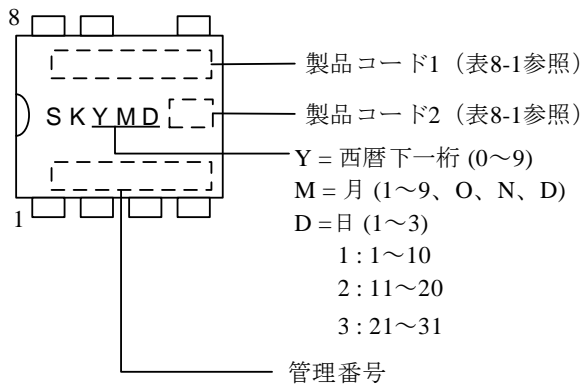 8
製品コード1（表8-1参照）
SKYMD
製品コード2（表8-1参照）
Y = 西暦下一桁 (0～9)
M = 月 (1～9、O、N、D)
D =日 (1～3)
1 : 1～10
2 : 11～20
3 : 21～31
1
管理番号